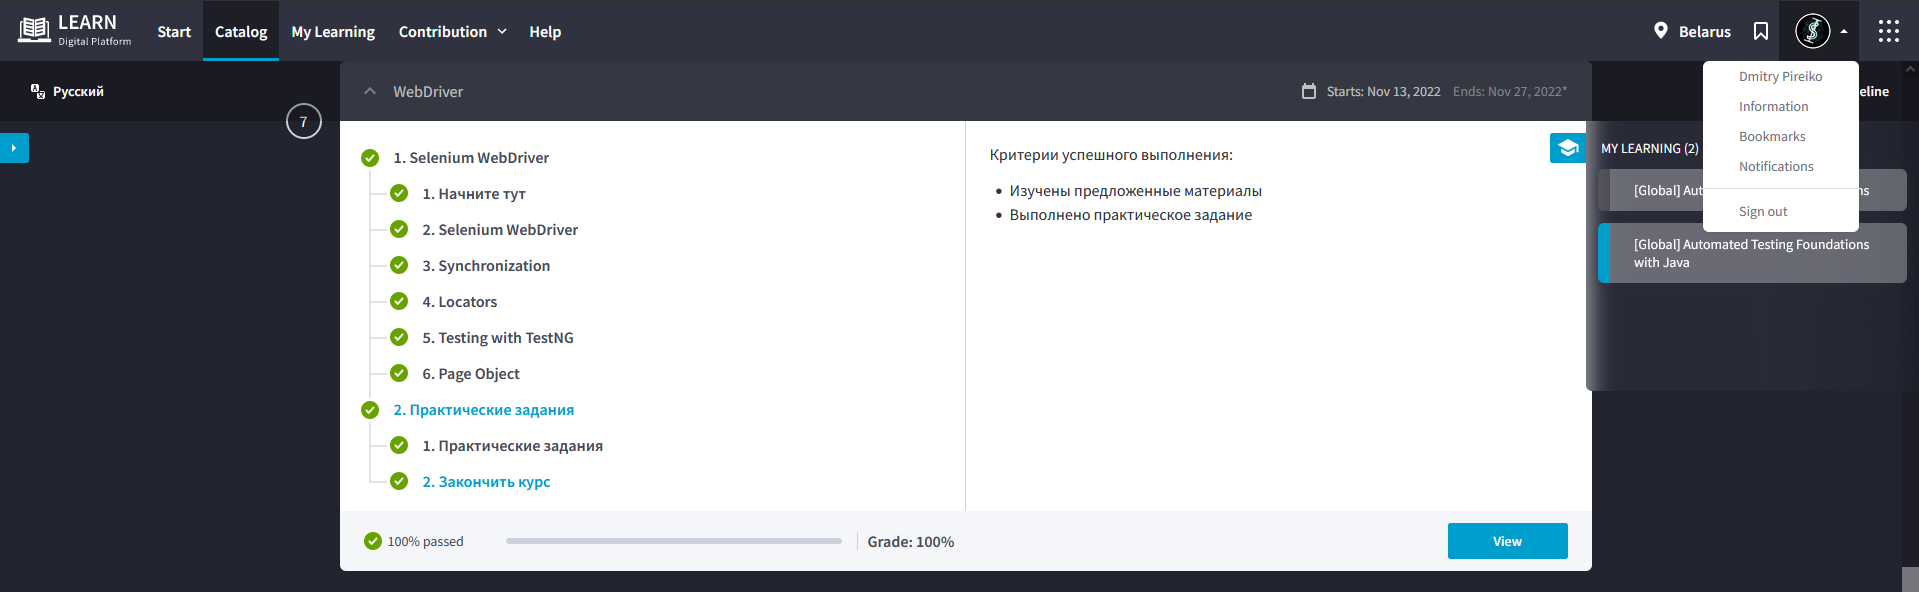 LEARN
Digital Platform
Start
Catalog
My Learning
Contribution
Help
Belarus
Русский
7
WebDriver
Starts: Nov 13, 2022
Ends: Nov 27, 2022*
Dmitry Pireiko
Information
Bookmarks
Notifications
Sign out
eline
1. Selenium WebDriver
1. Начните тут
2. Selenium WebDriver
3. Synchronization
4. Locators
5. Testing with TestNG
6. Page Object
2. Практические задания
1. Практические задания
2. Закончить курс
Критерии успешного выполнения:
• Изучены предложенные материалы
• Выполнено практическое задание
MY LEARNING (2)
[Global] Aut
ns
[Global] Automated Testing Foundations
with Java
100% passed
Grade: 100%
View